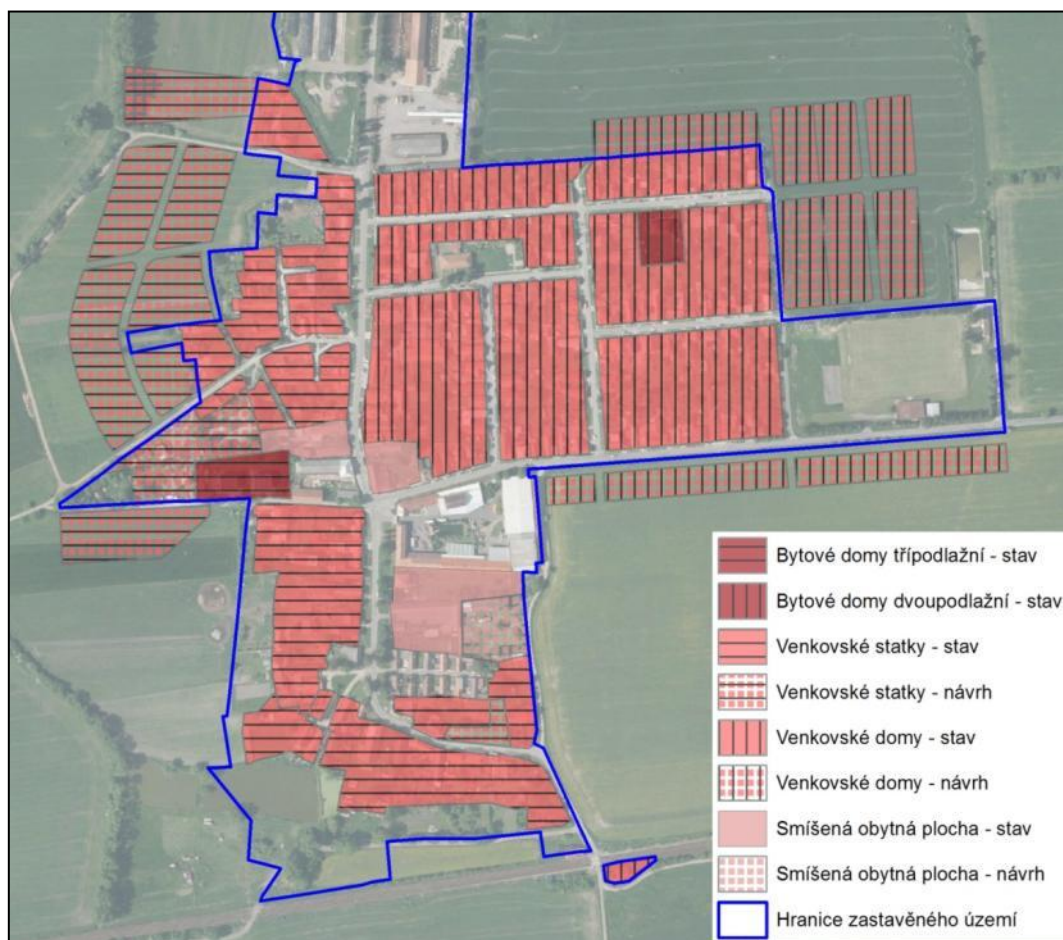 Bytové domy třípodlažní - stav
Bytové domy dvoupodlažní - stav
Venkovské statky - stav
Venkovské statky - návrh
Venkovské domy - stav
Venkovské domy - návrh
Smíšená obytná plocha - stav
Smíšená obytná plocha - návrh
Hranice zastavěného území